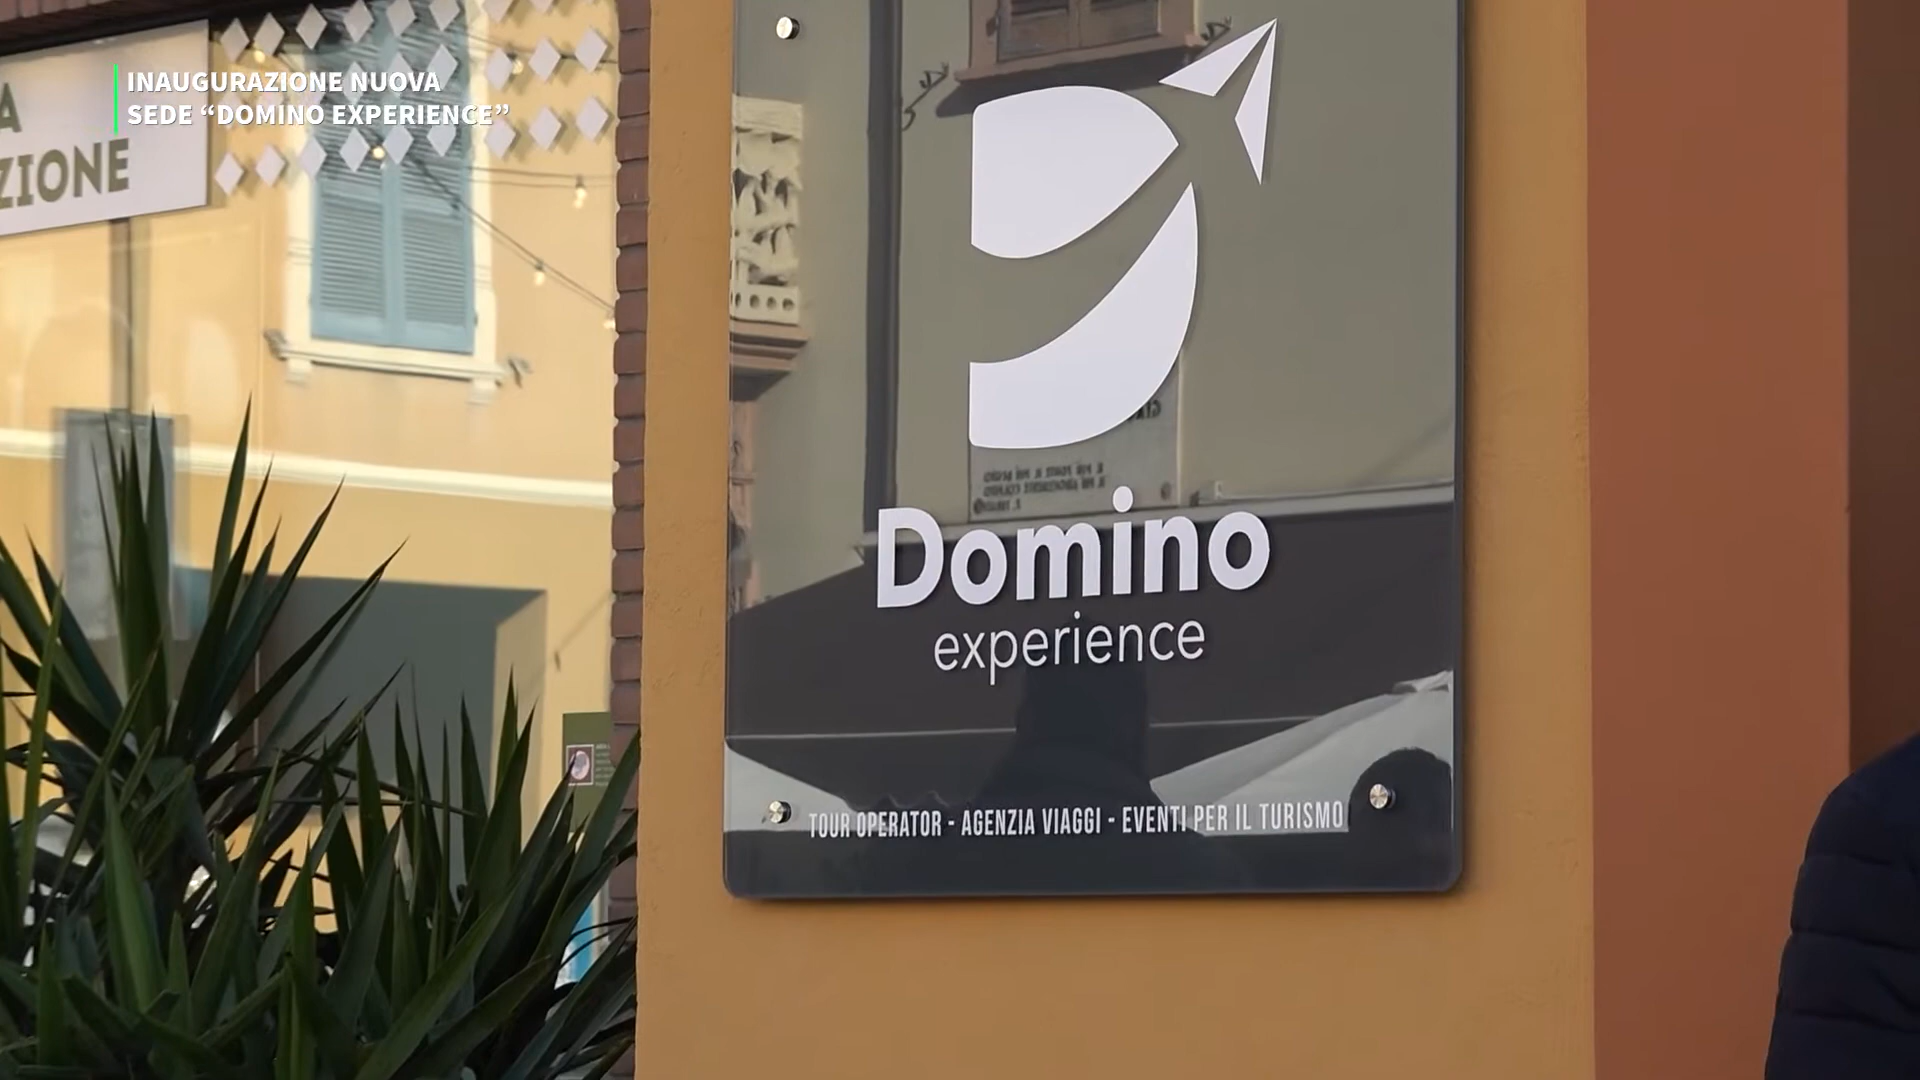 INAUGURAZIONE NUOVA
SEDE “DOMINO EXPERIENCE”
A
ZIONE
Domino
experience
TOUR OPERATOR - AGENZIA VIAGGI - EVENTI PER IL TURISMO